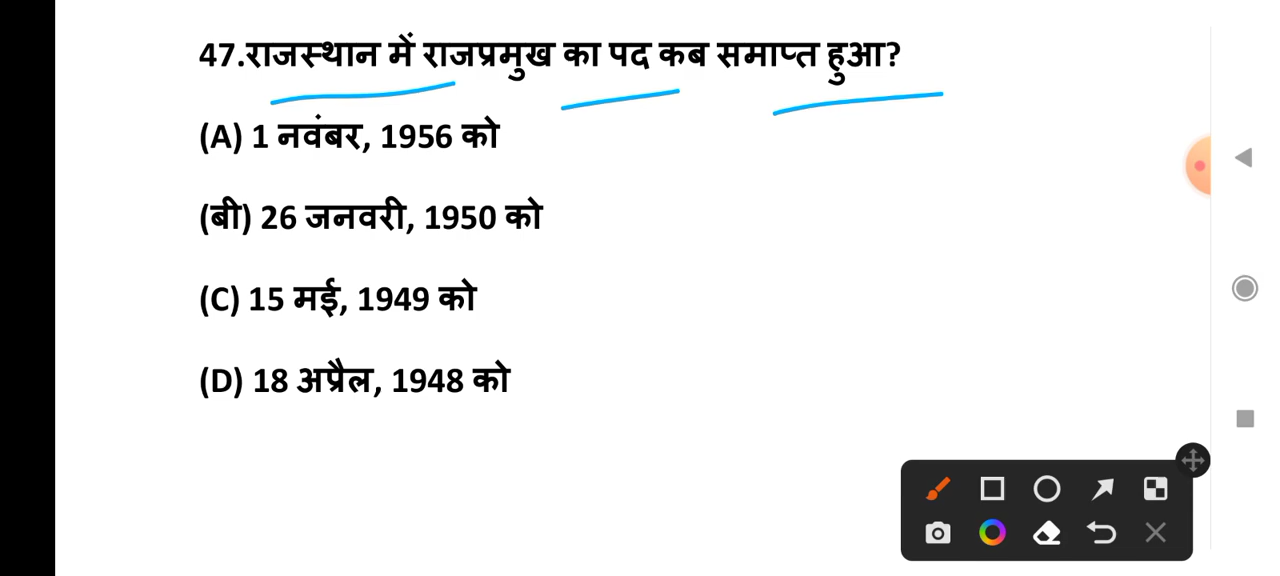 47.राजस्थान में राजप्रमुख का पद कब समाप्त हुआ?
(A) 1 नवंबर, 1956 को
(बी) 26 जनवरी, 1950 को
(C) 15 मई, 1949 को
(D) 18 अप्रैल, 1948 को